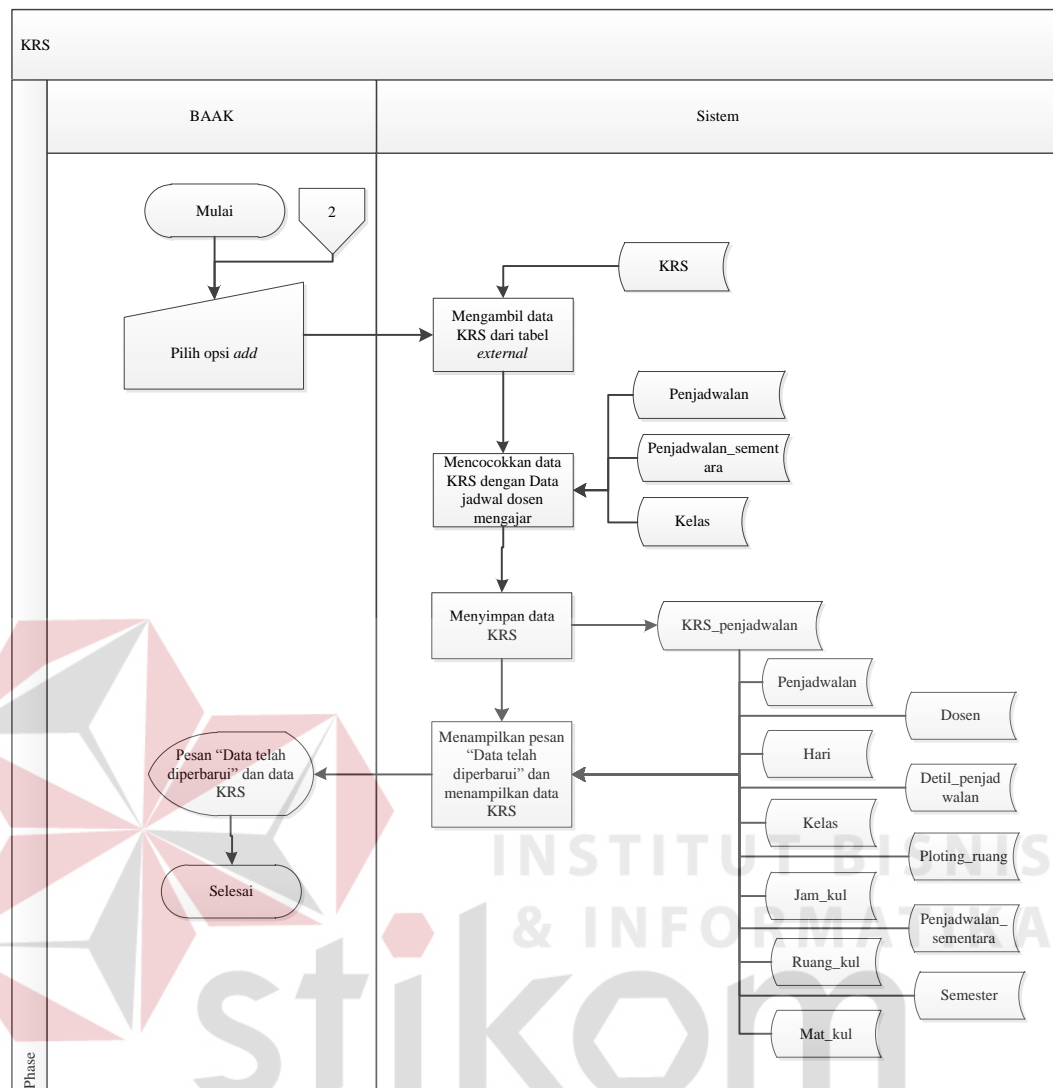 KRS
BAAK
Sistem
Mulai
2
KRS
Pilih opsi add
Mengambil data
KRS dari tabel
external
Penjadwalan
Penjadwalan_sement
ara
Kelas
Mencocokkan data
KRS dengan Data
jadwal dosen
mengajar
Menyimpan data
KRS
KRS_penjadwalan
Penjadwalan
Dosen
Hari
Detil_penjad
walan
Kelas
Ploting_ruang
Jam_kul
Penjadwalan_
sementara
Ruang_kul
Semester
Mat_kul
Menampilkan pesan
“Data telah
diperbarui” dan
menampilkan data
KRS
Pesan “Data telah
diperbarui” dan data
KRS
Selesai
Phase
INSTITUT BISNIS
& INFORMATIKA
stikom